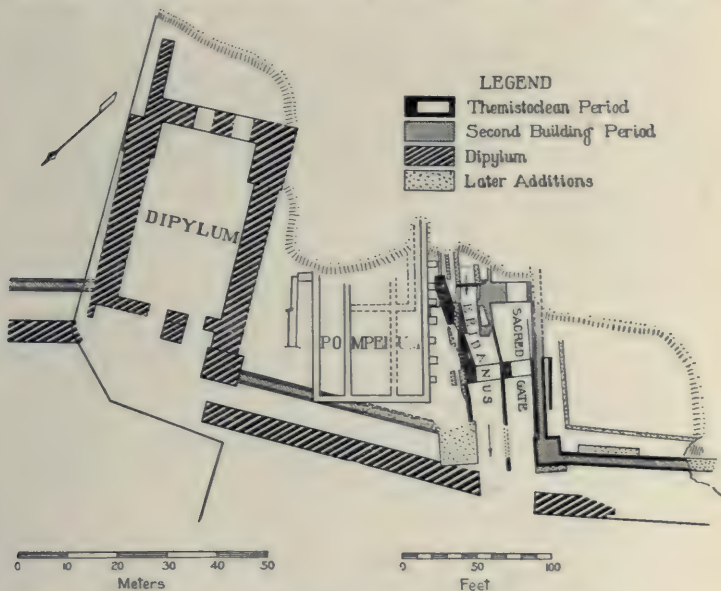 LEGEND
Themistoclean Period
Second Building Period
Dipylum
Later Additions
DIPYLUM
POMPEI
ERIDANUS
SACRED
GATE
0 10 20 30 40 50
Meters
0 50 100
Feet